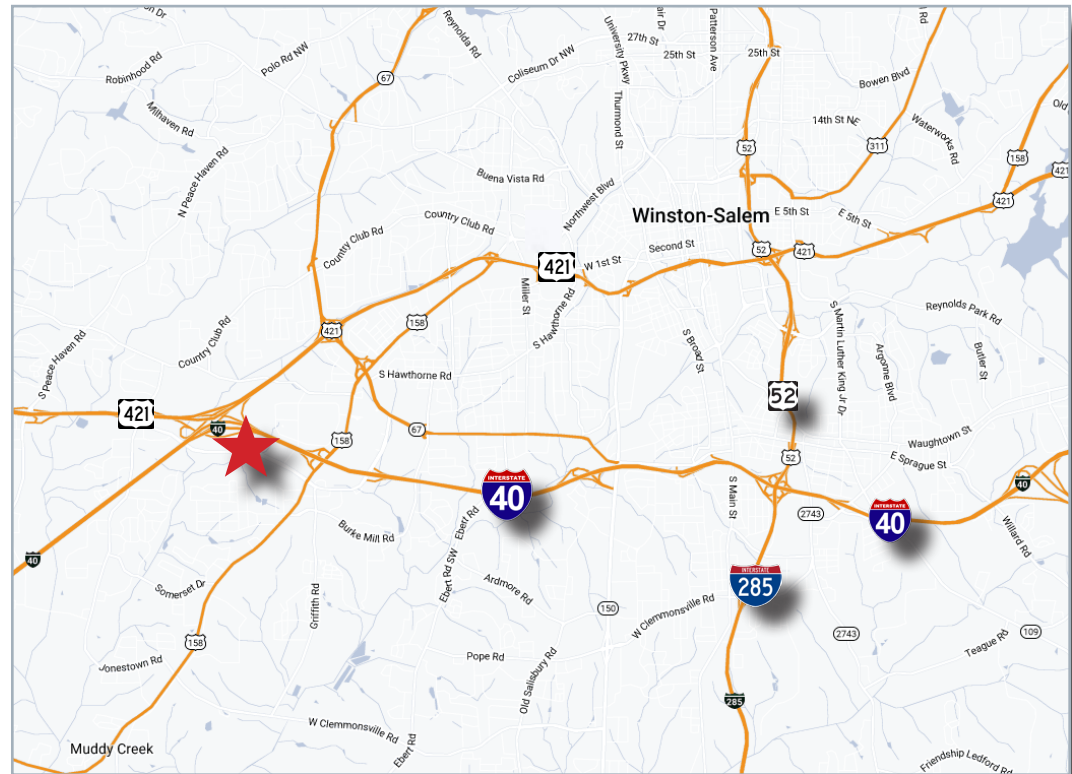 Reynolda Rd
Robinhood Rd
Polo Rd NW
Coliseum Dr NW
University Pkwy
27th St
25th St
Patterson Ave
25th St
Bowen Blvd
67
Milhaven Rd
Thurmond St
14th St NE
Waterworks Rd
Old
52
311
158
421
N Peace Haven Rd
Buena Vista Rd
Northwest Blvd
Winston-Salem
E 5th St
E 5th St
421
Country Club Rd
Country Club Rd
Second St
52
421
W 1st St
421
Miller St
S Hawthorne Rd
158
421
S Peace Haven Rd
Country Club Rd
S Broad St
S Martin Luther King Jr Dr
Reynolds Park Rd
Argonne Blvd
Butler St
S Hawthorne Rd
52
421
40
67
158
Waughtown St
E Sprague St
52
INTERSTATE
40
S Main St
2743
INTERSTATE
40
40
Willard Rd
Burke Mill Rd
Ebert Rd
40
Ebert Rd SW
Ardmore Rd
INTERSTATE
285
Somerset Dr
Griffith Rd
150
W Clemmonsville Rd
2743
109
Teague Rd
158
Jonestown Rd
Pope Rd
Old Salisbury Rd
285
W Clemmonsville Rd
Ebert Rd
Muddy Creek
Friendship Ledford Rd